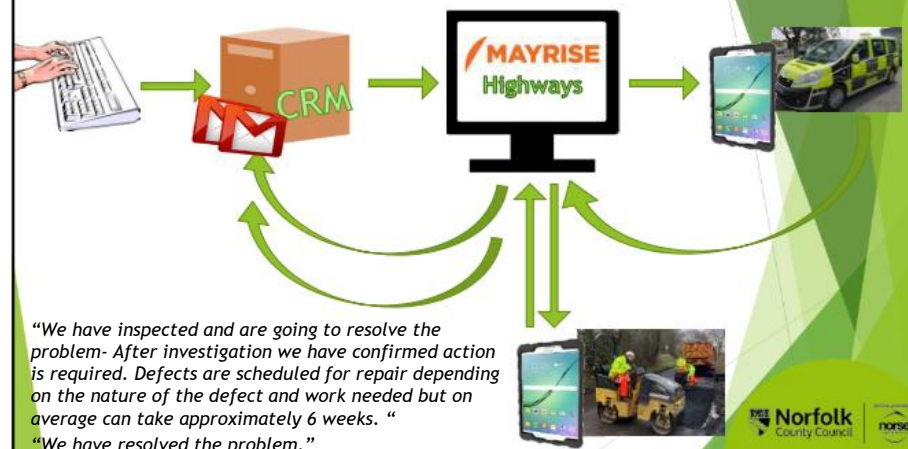 CRM
MAYRISE
Highways
“We have inspected and are going to resolve the
problem- After investigation we have confirmed action
is required. Defects are scheduled for repair depending
on the nature of the defect and work needed but on
average can take approximately 6 weeks. “
“We have resolved the problem.”
Norfolk
County Council
norse